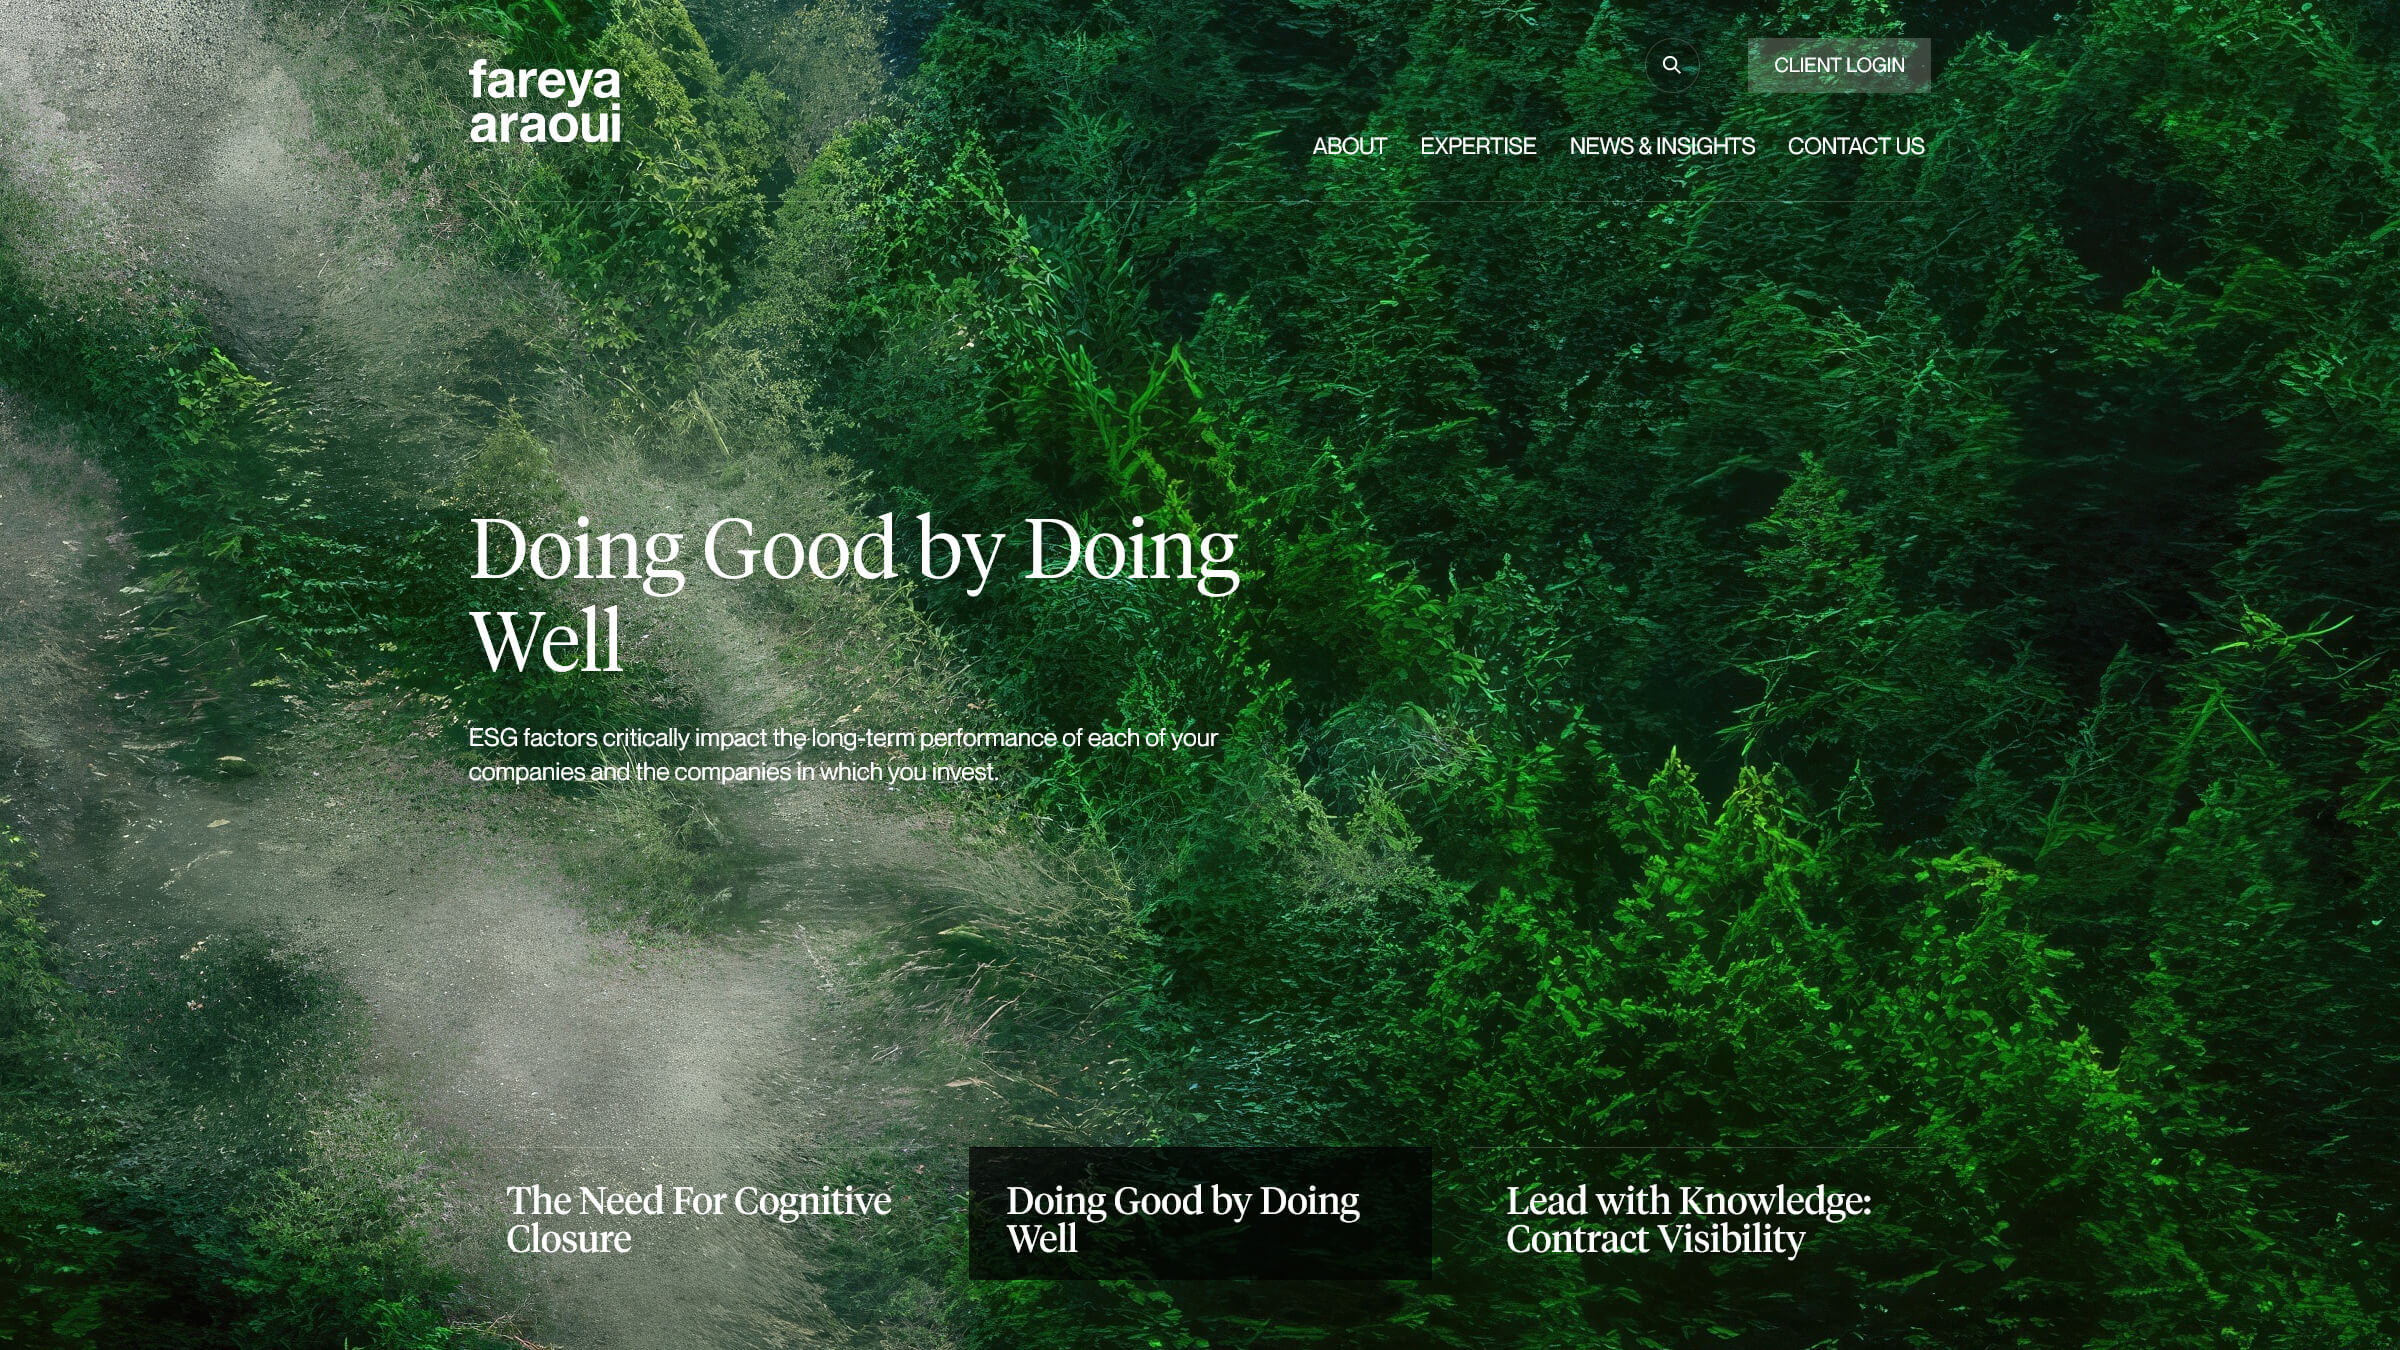 fareya
araoui
CLIENT LOGIN
ABOUT EXPERTISE NEWS & INSIGHTS CONTACT US
Doing Good by Doing
Well
ESG factors critically impact the long-term performance of each of your
companies and the companies in which you invest.
The Need For Cognitive
Closure
Doing Good by Doing
Well
Lead with Knowledge:
Contract Visibility